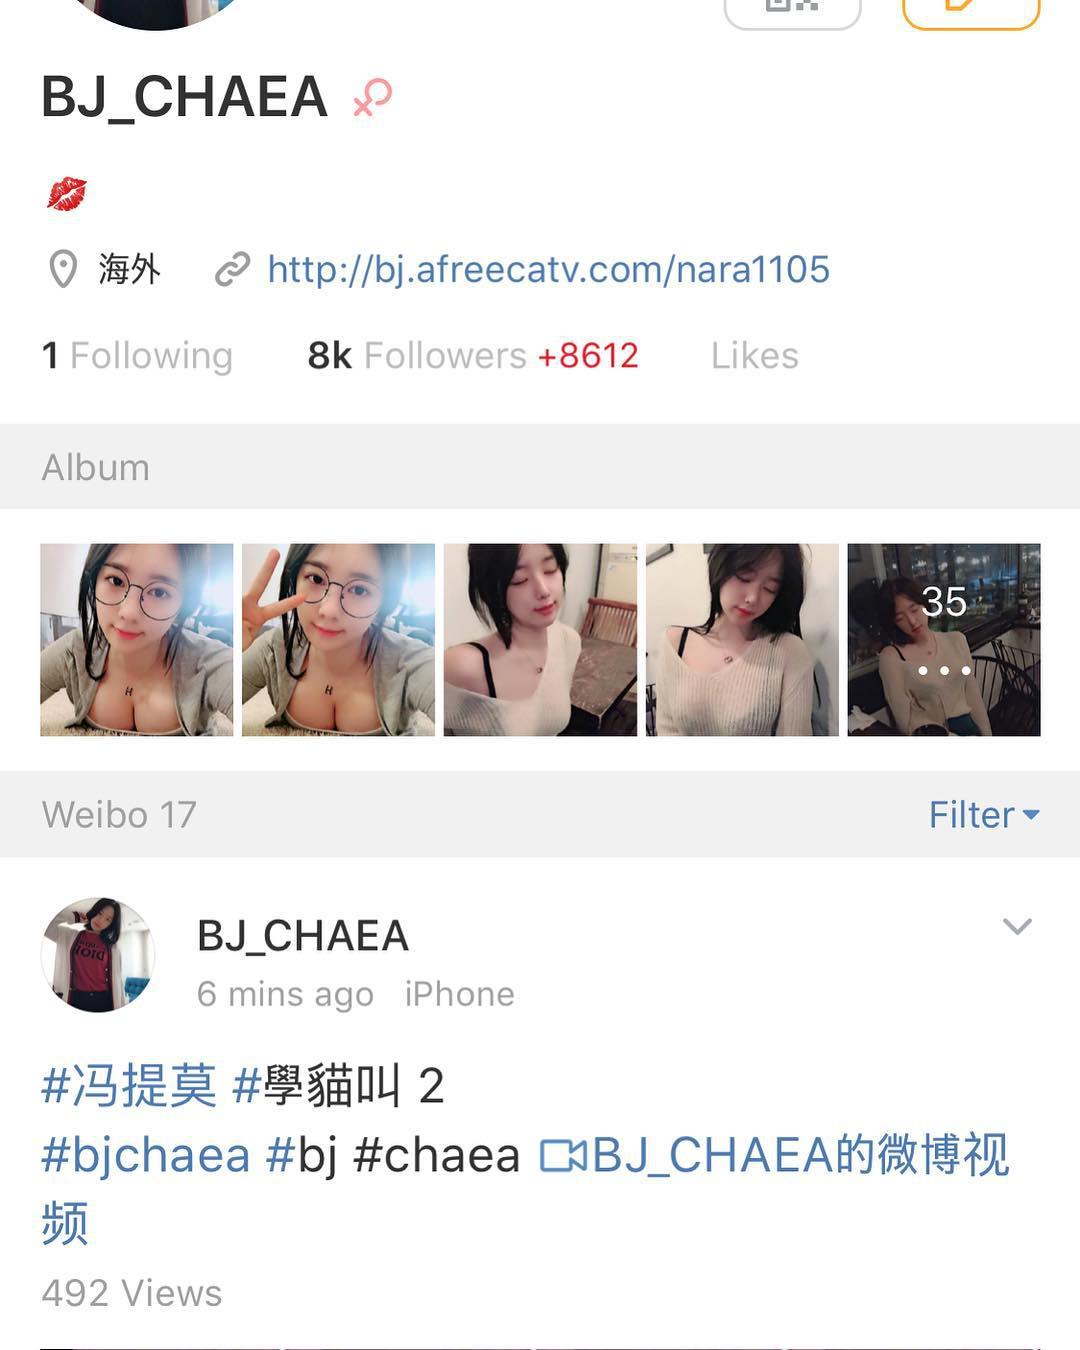 BJ_CHAEA
海外 http://bj.afreecatv.com/nara1105
1 Following 8k Followers +8612 Likes
Album
H
H
35
Weibo 17 Filter
BJ_CHAEA
6 mins ago iPhone
#冯提莫 #學貓叫 2
#bjchaea #bj #chaea BJ_CHAEA的微博视
频
492 Views